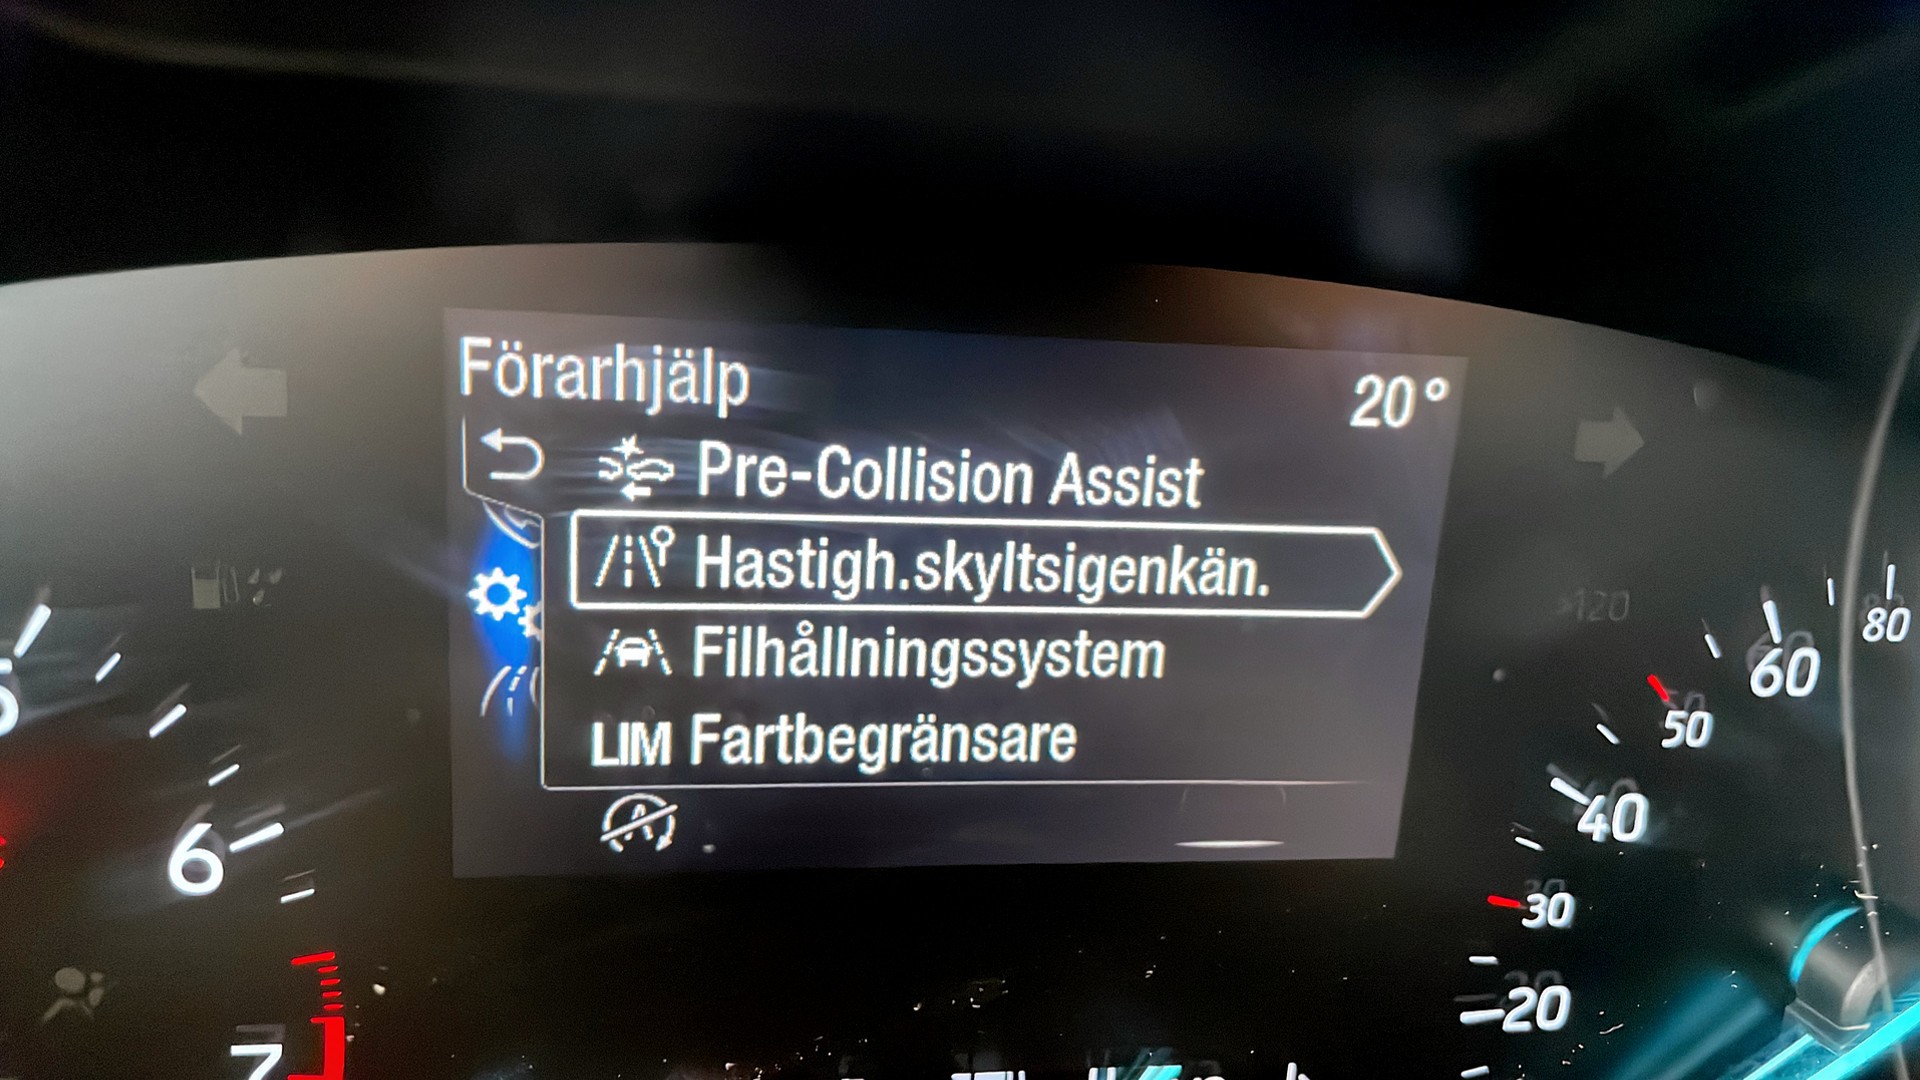 Förarhjälp
20°
Pre-Collision Assist
Hastigh.skyltsigenkän.
Filhållningssystem
LIM Fartbegränsare
5
6
7
120
80
60
50
40
30
20